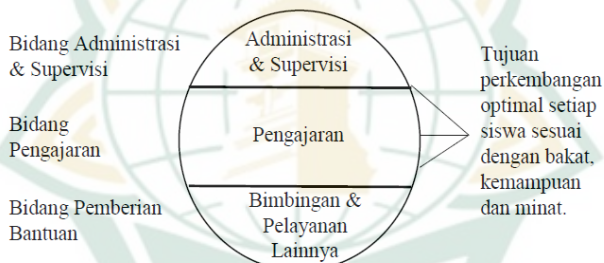 Bidang Administrasi
& Supervisi
Administrasi
& Supervisi
Bidang
Pengajaran
Pengajaran
Bidang Pemberian
Bantuan
Bimbingan &
Pelayanan
Lainnya
Tujuan
perkembangan
optimal setiap
siswa sesuai
dengan bakat,
kemampuan
dan minat.